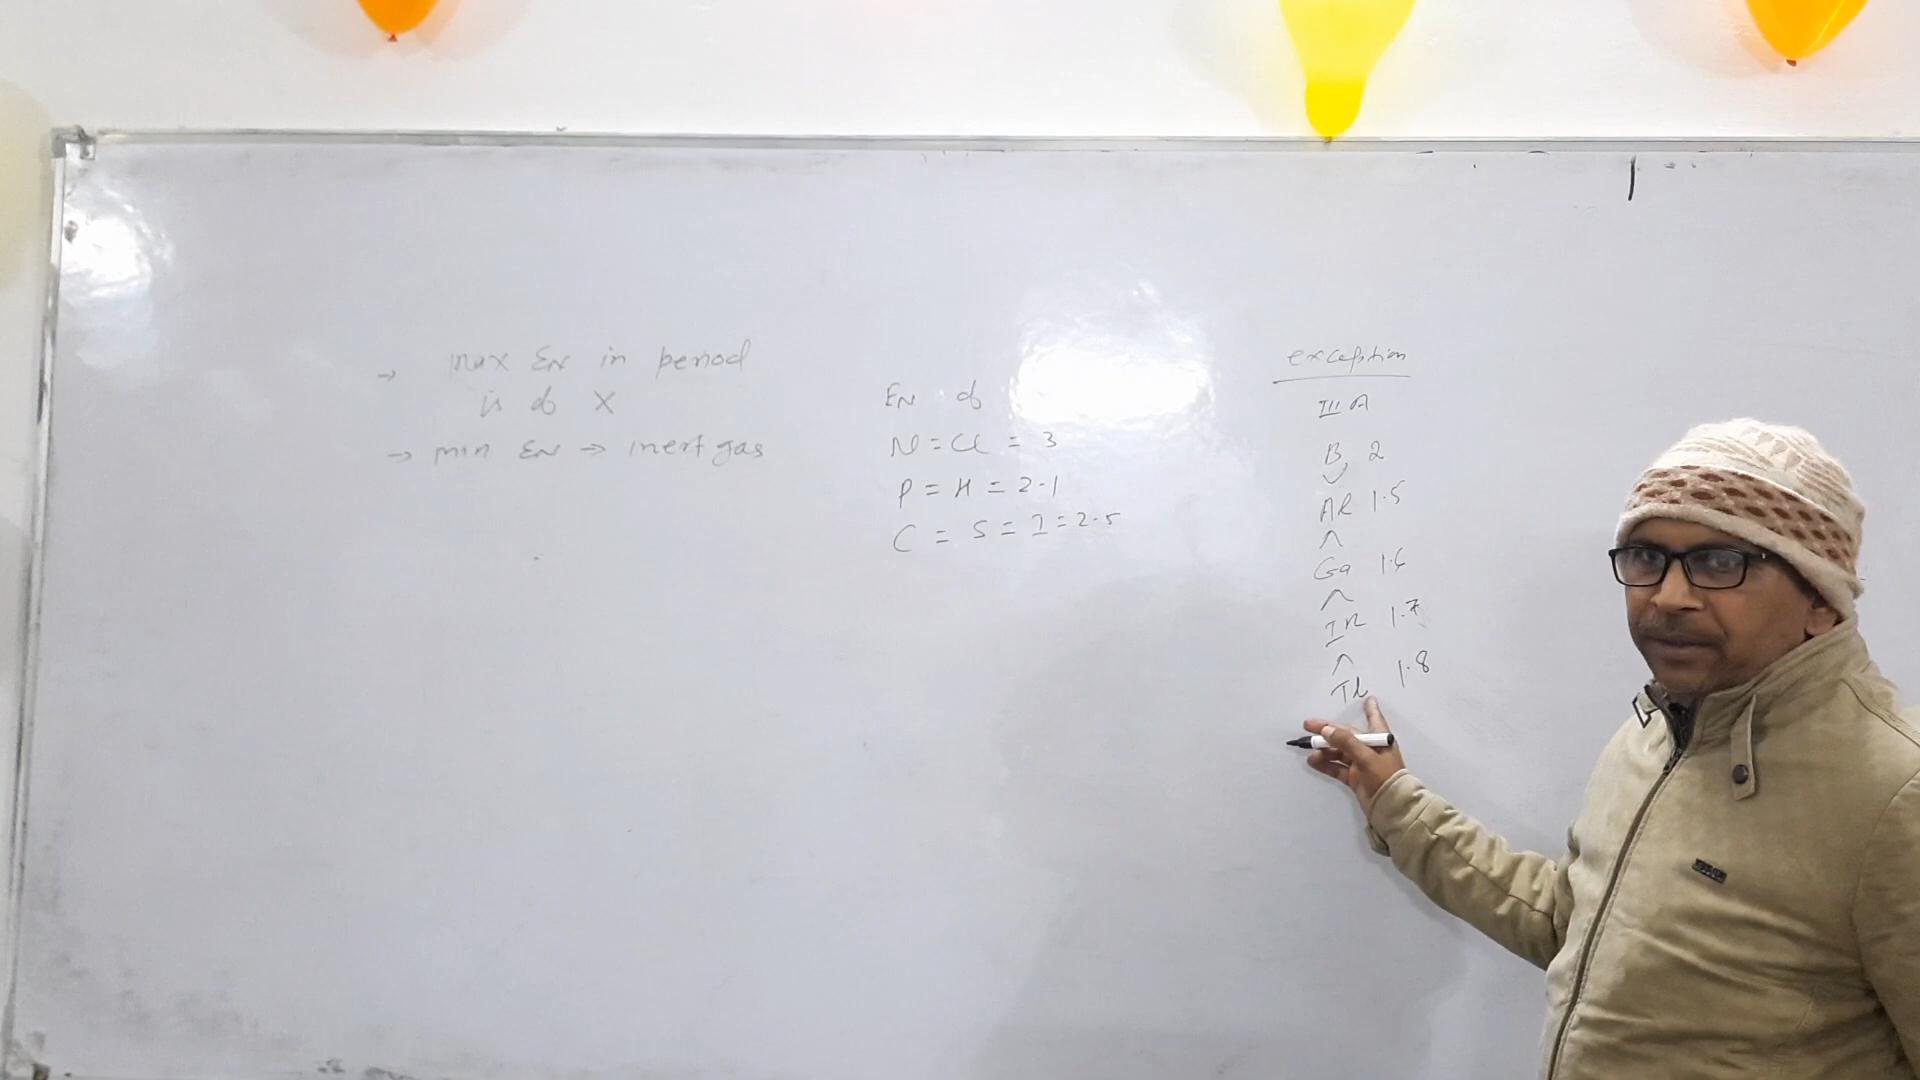 → max EN in period
is of X
→ min EN → inert gas
EN of
N = Cl = 3
P = H = 2.1
C = S = I = 2.5
exception
III A
B 2
∨
Al 1.5
∧
Ga 1.6
∧
In 1.7
∧
Tl 1.8